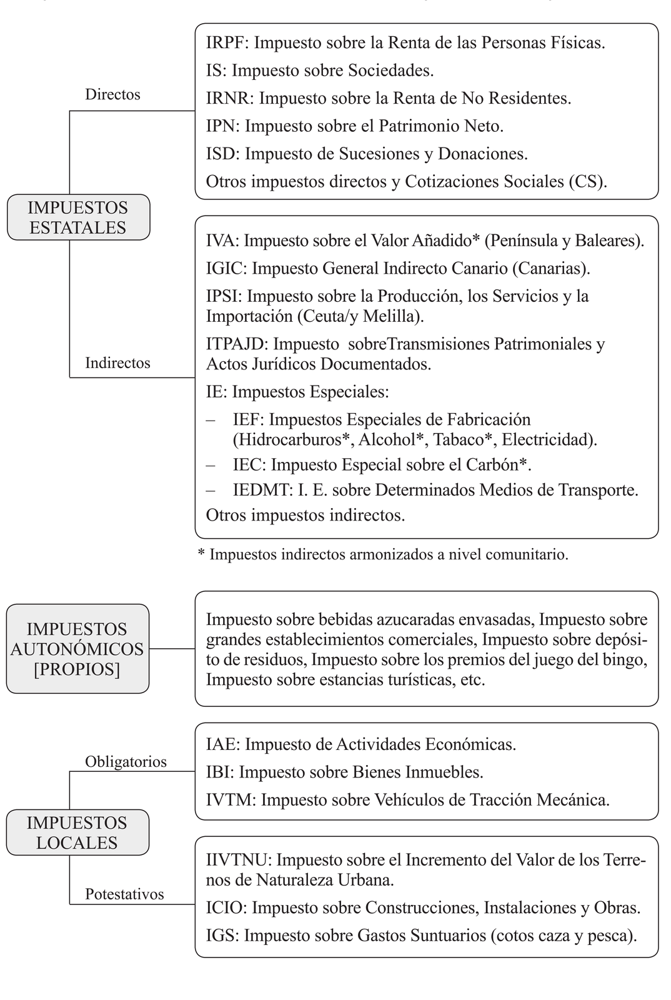 Directos
IRPF: Impuesto sobre la Renta de las Personas Físicas.
IS: Impuesto sobre Sociedades.
IRNR: Impuesto sobre la Renta de No Residentes.
IPN: Impuesto sobre el Patrimonio Neto.
ISD: Impuesto de Sucesiones y Donaciones.
Otros impuestos directos y Cotizaciones Sociales (CS).
IMPUESTOS
ESTATALES
Indirectos
IVA: Impuesto sobre el Valor Añadido* (Península y Baleares).
IGIC: Impuesto General Indirecto Canario (Canarias).
IPSI: Impuesto sobre la Producción, los Servicios y la
Importación (Ceuta/y Melilla).
ITPAJD: Impuesto  sobreTransmisiones Patrimoniales y
Actos Jurídicos Documentados.
IE: Impuestos Especiales:
– IEF: Impuestos Especiales de Fabricación
(Hidrocarburos*, Alcohol*, Tabaco*, Electricidad).
– IEC: Impuesto Especial sobre el Carbón*.
– IEDMT: I. E. sobre Determinados Medios de Transporte.
Otros impuestos indirectos.
* Impuestos indirectos armonizados a nivel comunitario.
IMPUESTOS
AUTONÓMICOS
[PROPIOS]
Impuesto sobre bebidas azucaradas envasadas, Impuesto sobre
grandes establecimientos comerciales, Impuesto sobre depósi-
to de residuos, Impuesto sobre los premios del juego del bingo,
Impuesto sobre estancias turísticas, etc.
Obligatorios
IAE: Impuesto de Actividades Económicas.
IBI: Impuesto sobre Bienes Inmuebles.
IVTM: Impuesto sobre Vehículos de Tracción Mecánica.
IMPUESTOS
LOCALES
Potestativos
IIVTNU: Impuesto sobre el Incremento del Valor de los Terre-
nos de Naturaleza Urbana.
ICIO: Impuesto sobre Construcciones, Instalaciones y Obras.
IGS: Impuesto sobre Gastos Suntuarios (cotos caza y pesca).